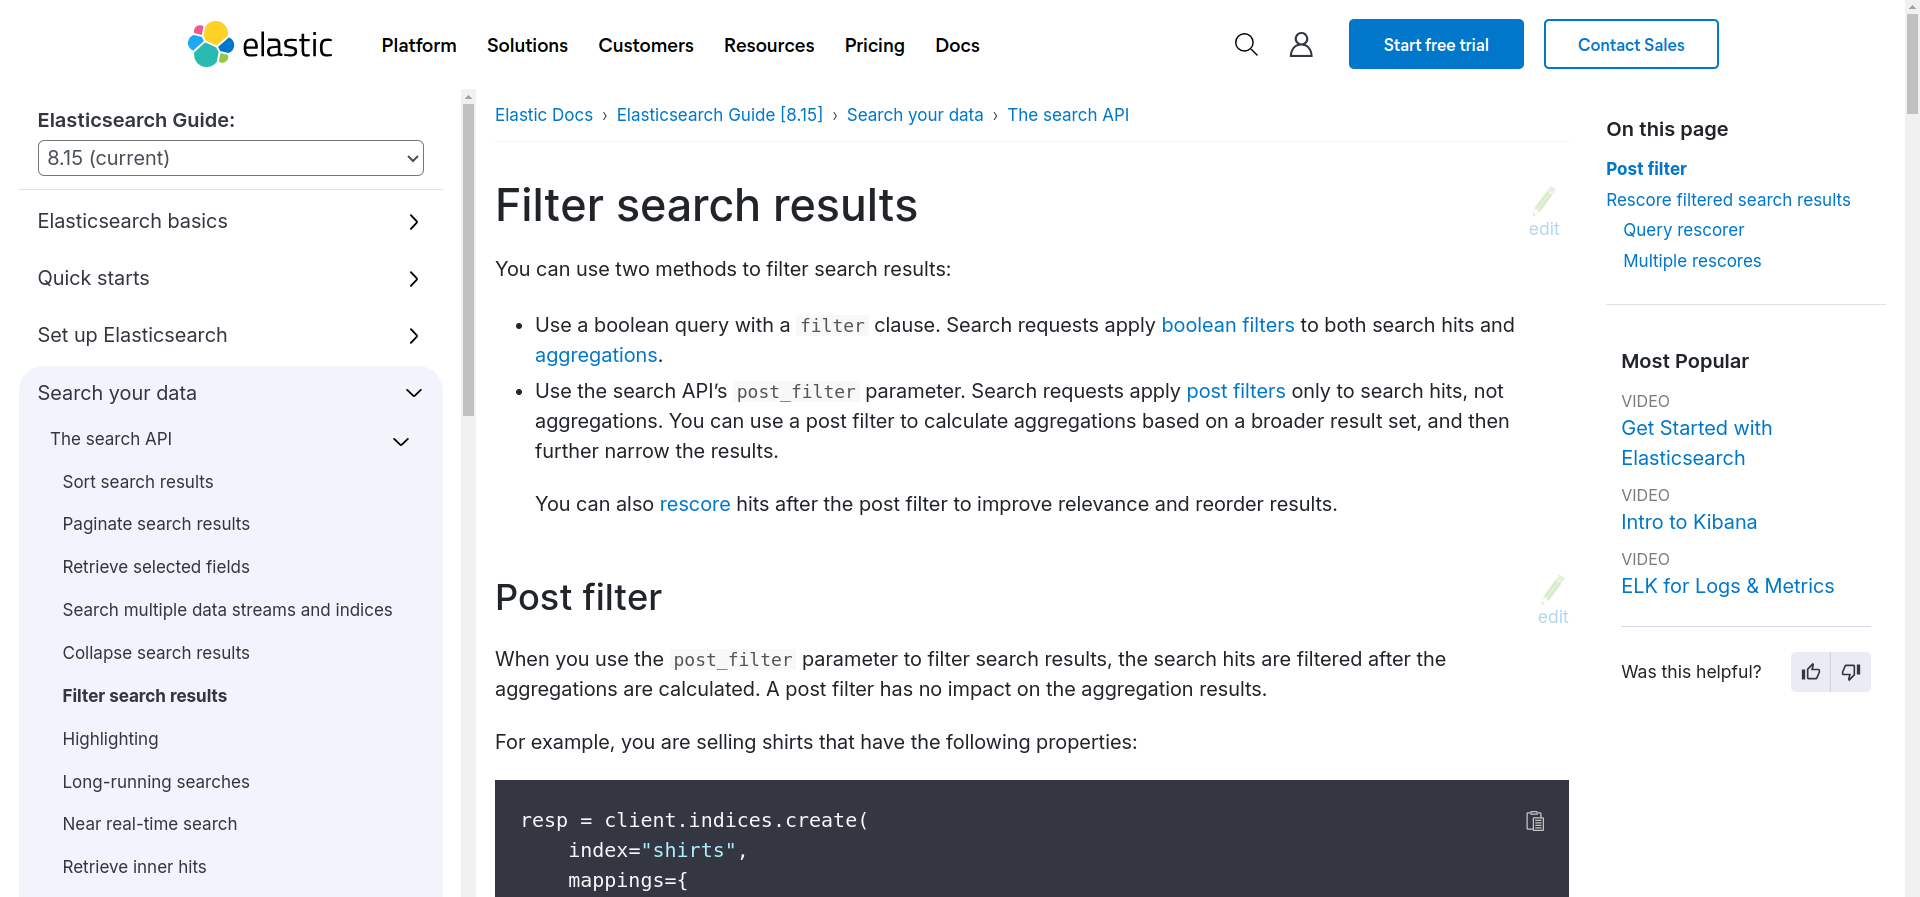 elastic
Platform
Solutions
Customers
Resources
Pricing
Docs
Start free trial
Contact Sales
Elasticsearch Guide:
8.15 (current)
Elasticsearch basics
Quick starts
Set up Elasticsearch
Search your data
The search API
Sort search results
Paginate search results
Retrieve selected fields
Search multiple data streams and indices
Collapse search results
Filter search results
Highlighting
Long-running searches
Near real-time search
Retrieve inner hits
Elastic Docs › Elasticsearch Guide [8.15] › Search your data › The search API
Filter search results
edit
You can use two methods to filter search results:
• Use a boolean query with a filter clause. Search requests apply boolean filters to both search hits and
aggregations.
• Use the search API’s post_filter parameter. Search requests apply post filters only to search hits, not
aggregations. You can use a post filter to calculate aggregations based on a broader result set, and then
further narrow the results.
You can also rescore hits after the post filter to improve relevance and reorder results.
Post filter
edit
When you use the post_filter parameter to filter search results, the search hits are filtered after the
aggregations are calculated. A post filter has no impact on the aggregation results.
For example, you are selling shirts that have the following properties:
resp = client.indices.create(
    index="shirts",
    mappings={
On this page
Post filter
Rescore filtered search results
Query rescorer
Multiple rescores
Most Popular
VIDEO
Get Started with
Elasticsearch
VIDEO
Intro to Kibana
VIDEO
ELK for Logs & Metrics
Was this helpful?